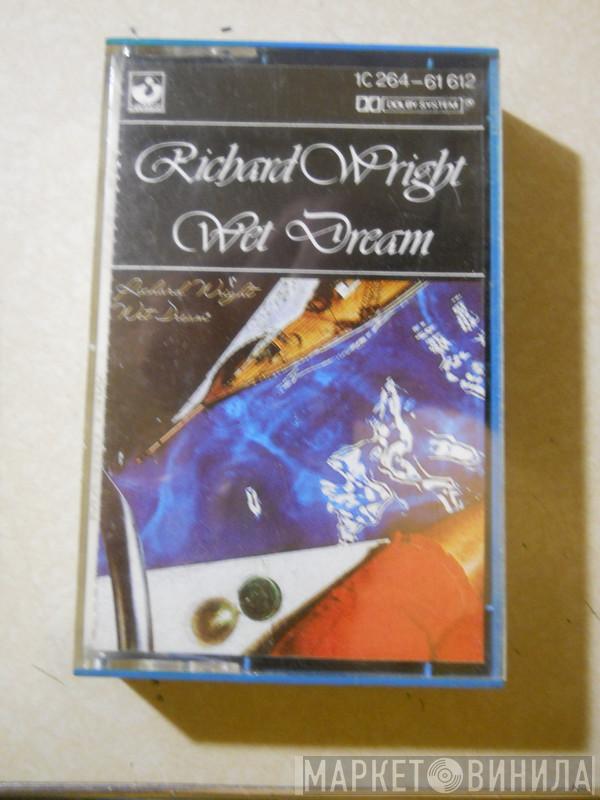 1C 264-61 612
DOLBY SYSTEM
Richard Wright
Wet Dream
Richard Wright
Wet Dream
МАРКЕТ ВИНИЛА